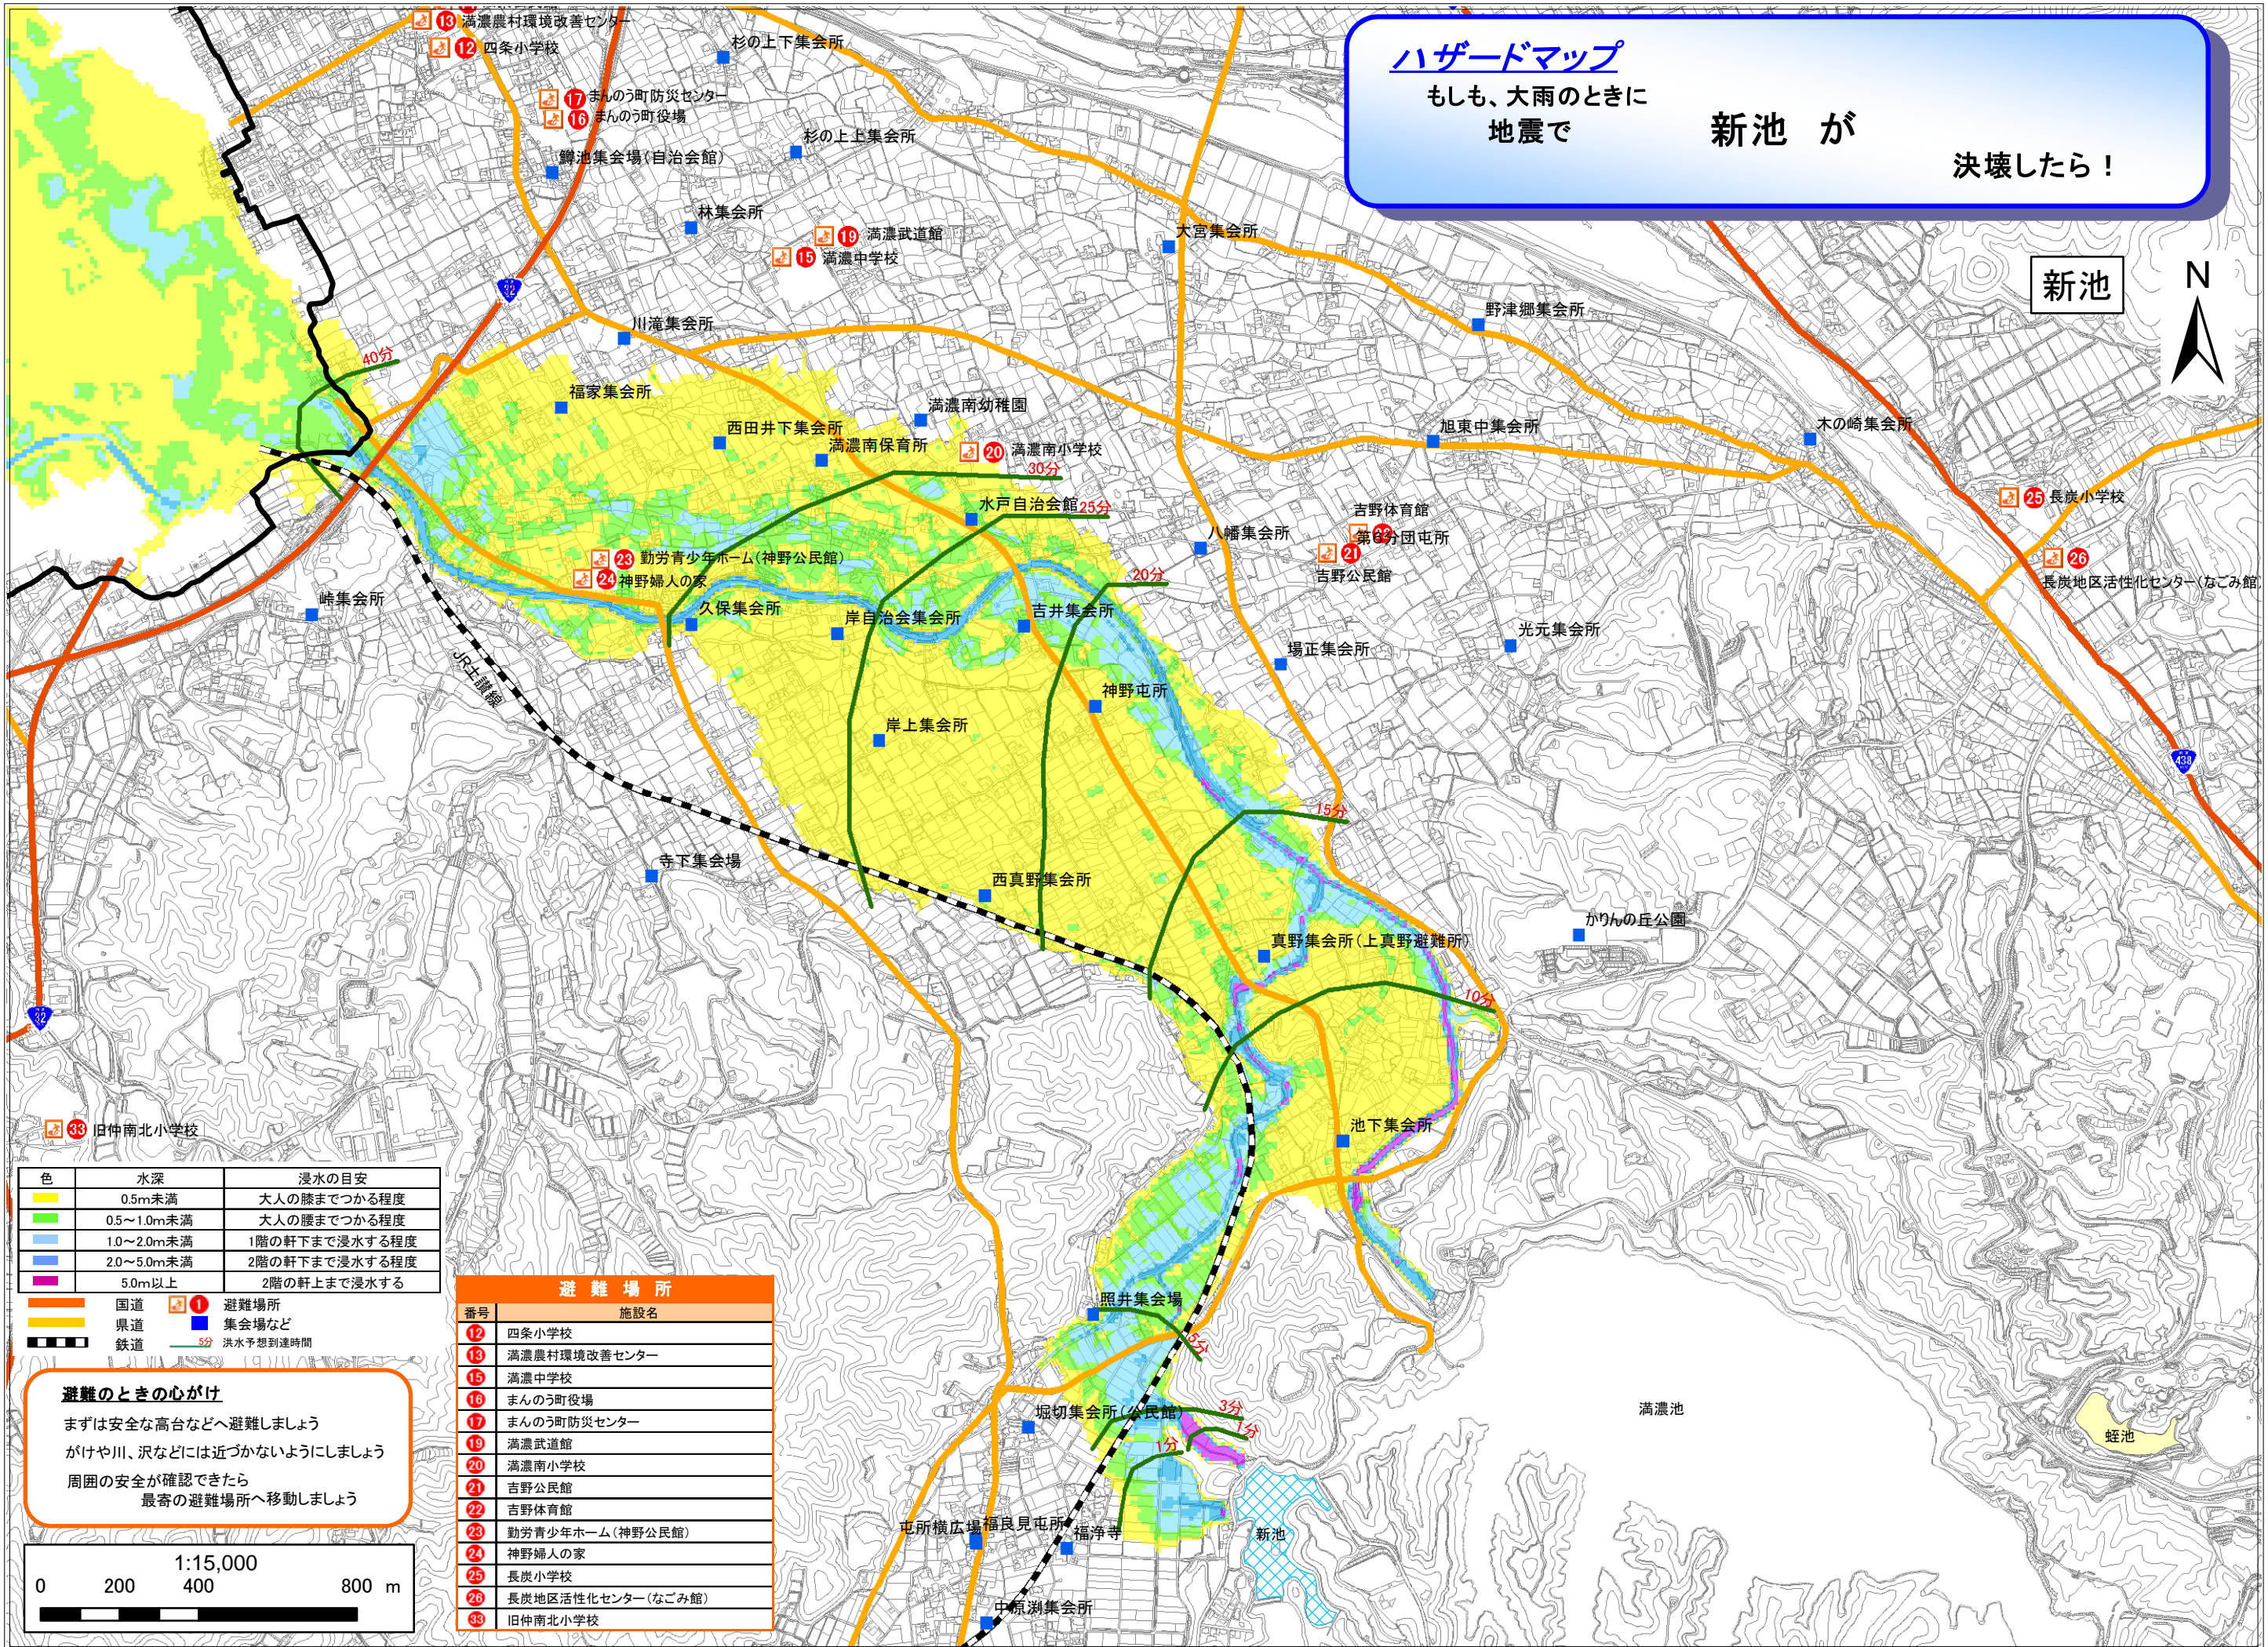 ハザードマップ
もしも、大雨のときに
地震で
新池 が
決壊したら！
新池
N
13 満濃農村環境改善センター
12 四条小学校
杉の上下集会所
17 まんのう町防災センター
16 まんのう町役場
杉の上上集会所
鱒池集会場(自治会館)
林集会所
19 満濃武道館
15 満濃中学校
大宮集会所
32
野津郷集会所
川滝集会所
40分
福家集会所
満濃南幼稚園
西田井下集会所
満濃南保育所
旭東中集会所
木の崎集会所
20 満濃南小学校
30分
水戸自治会館
25分
25 長炭小学校
吉野体育館
八幡集会所
第6分団屯所
21
吉野公民館
23 勤労青少年ホーム(神野公民館)
24 神野婦人の家
20分
26
長炭地区活性化センター(なごみ館)
峠集会所
久保集会所
岸自治会集会所
吉井集会所
光元集会所
場正集会所
JR土讃線
神野屯所
岸上集会所
438
15分
寺下集会場
西真野集会所
かりんの丘公園
真野集会所(上真野避難所)
10分
32
33 旧仲南北小学校
池下集会所
照井集会場
5分
堀切集会所(公民館)
3分
1分
1分
満濃池
蛭池
新池
屯所横広場
福良見屯所
福浄寺
中原渕集会所
色 水深 浸水の目安
0.5m未満 大人の膝までつかる程度
0.5～1.0m未満 大人の腰までつかる程度
1.0～2.0m未満 1階の軒下まで浸水する程度
2.0～5.0m未満 2階の軒下まで浸水する程度
5.0m以上 2階の軒上まで浸水する
国道 1 避難場所
県道 集会場など
鉄道 5分 洪水予想到達時間
避難のときの心がけ
まずは安全な高台などへ避難しましょう
がけや川、沢などには近づかないようにしましょう
周囲の安全が確認できたら
最寄の避難場所へ移動しましょう
1:15,000
0 200 400 800 m
避難場所
番号 施設名
12 四条小学校
13 満濃農村環境改善センター
15 満濃中学校
16 まんのう町役場
17 まんのう町防災センター
19 満濃武道館
20 満濃南小学校
21 吉野公民館
22 吉野体育館
23 勤労青少年ホーム(神野公民館)
24 神野婦人の家
25 長炭小学校
26 長炭地区活性化センター(なごみ館)
33 旧仲南北小学校